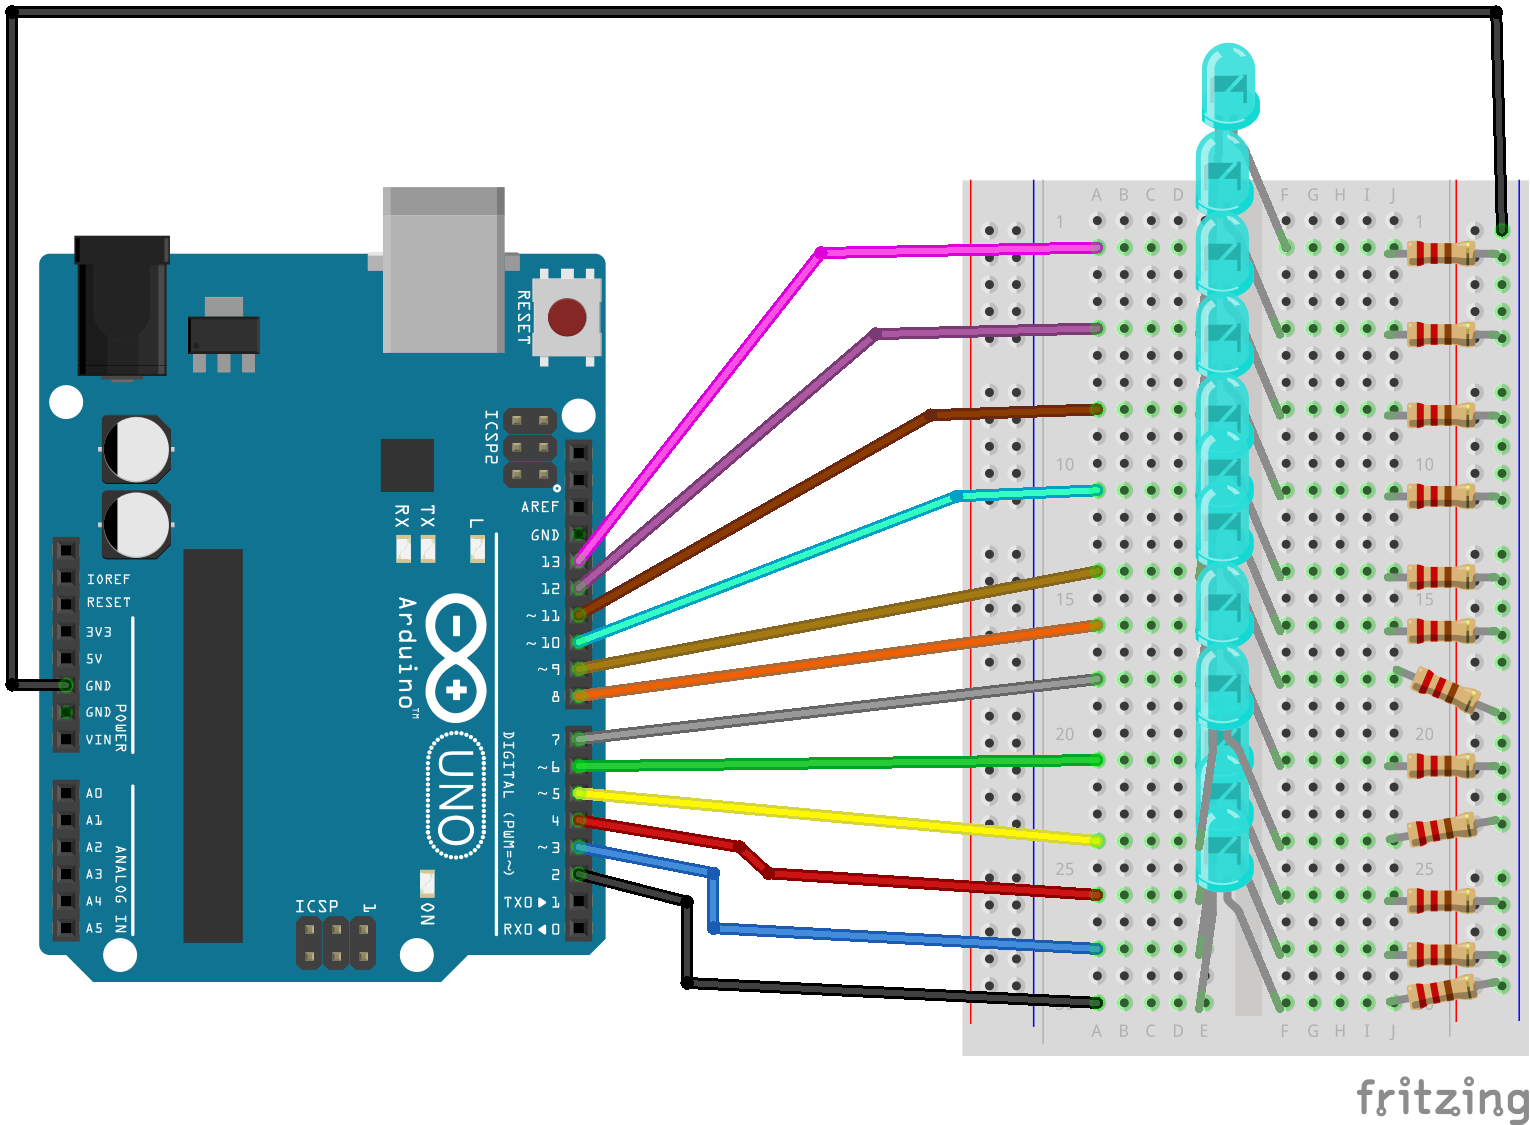 A B C D F G H I J
1 1
RESET
ICSP2
AREF
GND
10 10
RX TX L
13
12
IOREF
~11
RESET
15 15
3V3
~10
5V
~9
GND
8
GND
Arduino™
VIN
POWER
20 20
7
~6
A0
~5
A1
4
A2
~3
A3
2
25 25
A4
TX0▶1
A5
RX0◀0
ANALOG IN
DIGITAL (PWM=~)
UNO
ICSP 1
ON
A B C D E F G H I J
fritzing